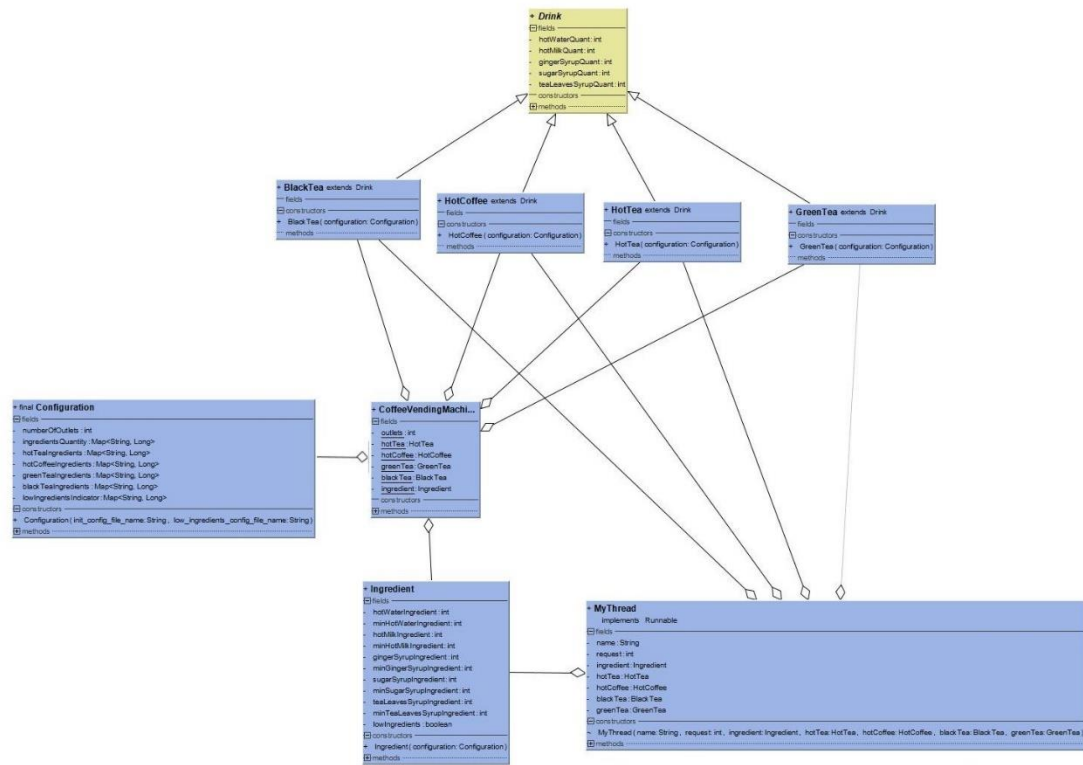 + Drink
fields
- hotWaterQuant: int
- hotMilkQuant: int
- gingerSyrupQuant: int
- sugarSyrupQuant: int
- teaLeavesSyrupQuant: int
constructors
+ methods
+ BlackTea extends Drink
fields
constructors
+ BlackTea( configuration: Configuration)
methods
+ HotCoffee extends Drink
fields
constructors
+ HotCoffee ( configuration: Configuration)
methods
+ HotTea extends Drink
fields
constructors
+ HotTea( configuration: Configuration)
methods
+ GreenTea extends Drink
fields
constructors
+ GreenTea ( configuration: Configuration)
methods
+ final Configuration
fields
- numberOfOutlets: int
- ingredientsQuantity: Map<String, Long>
- hotTeaIngredients: Map<String, Long>
- hotCoffeeIngredients: Map<String, Long>
- greenTeaIngredients: Map<String, Long>
- blackTeaIngredients: Map<String, Long>
- lowIngredientsIndicator: Map<String, Long>
constructors
+ Configuration ( init_config_file_name: String, low_ingredients_config_file_name: String)
+ methods
+ CoffeeVendingMachi...
fields
- outlets: int
- hotTea: HotTea
- hotCoffee: HotCoffee
- greenTea: GreenTea
- blackTea: BlackTea
- ingredient: Ingredient
constructors
+ methods
+ Ingredient
fields
- hotWaterIngredient: int
- minHotWaterIngredient: int
- hotMilkIngredient: int
- minHotMilkIngredient: int
- gingerSyrupIngredient: int
- minGingerSyrupIngredient: int
- sugarSyrupIngredient: int
- minSugarSyrupIngredient: int
- teaLeavesSyrupIngredient: int
- minTeaLeavesSyrupIngredient: int
- lowIngredients: boolean
constructors
+ Ingredient ( configuration: Configuration)
+ methods
+ MyThread
Implements Runnable
fields
- name: String
- request: int
- ingredient: Ingredient
- hotTea: HotTea
- hotCoffee: HotCoffee
- blackTea: BlackTea
- greenTea: GreenTea
constructors
~ MyThread ( name: String, request: int, ingredient: Ingredient, hotTea: HotTea, hotCoffee: HotCoffee, blackTea: BlackTea, greenTea: GreenTea )
+ methods